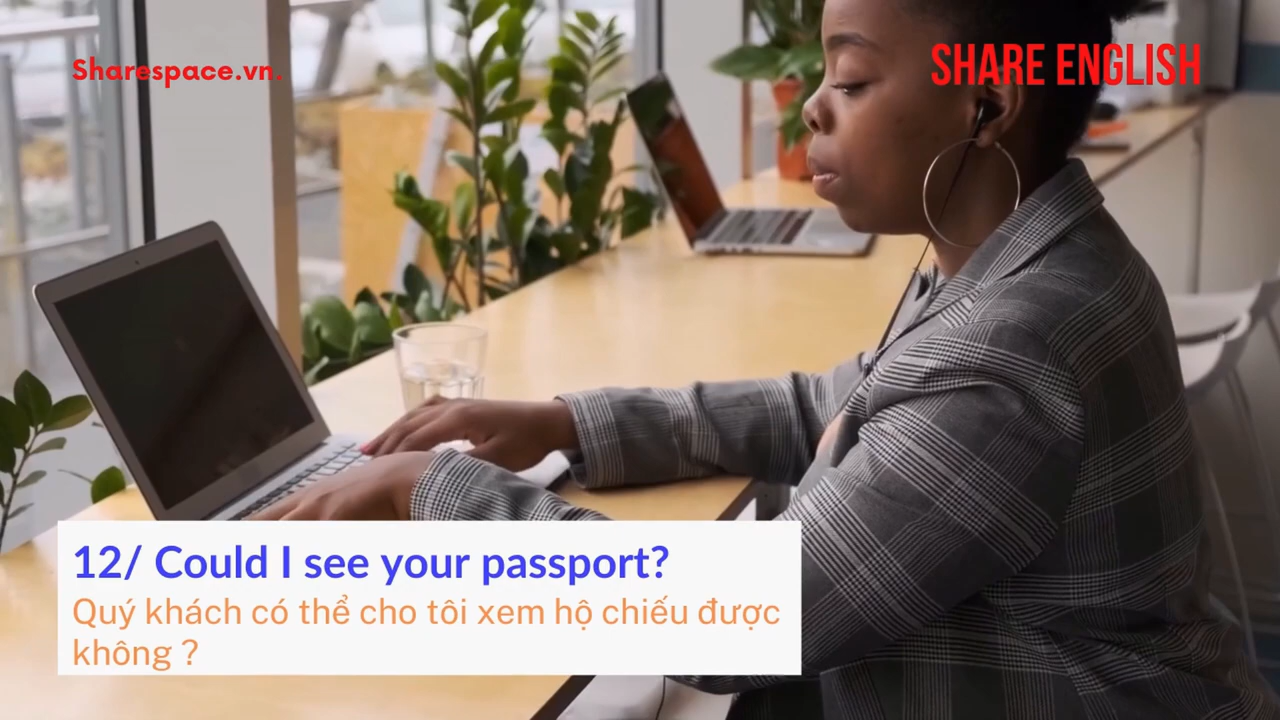 Sharespace.vn.
SHARE ENGLISH
12/ Could I see your passport?
Quý khách có thể cho tôi xem hộ chiếu được
không ?